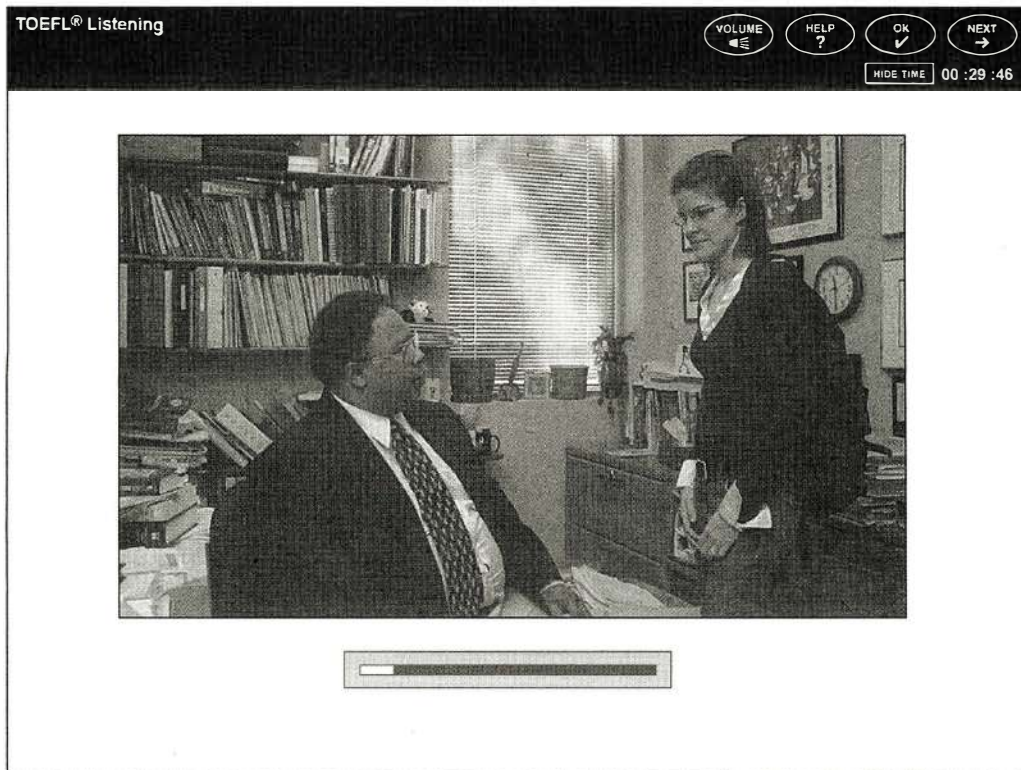 TOEFL® Listening
VOLUME
HELP
?
OK
NEXT
HIDE TIME
00 :29 :46